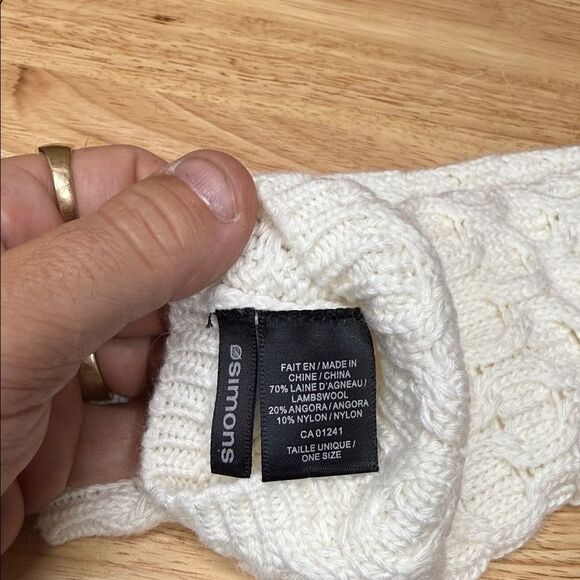 simons
FAIT EN / MADE IN
CHINE / CHINA
70% LAINE D'AGNEAU /
LAMBSWOOL
20% ANGORA / ANGORA
10% NYLON / NYLON
CA 01241
TAILLE UNIQUE /
ONE SIZE